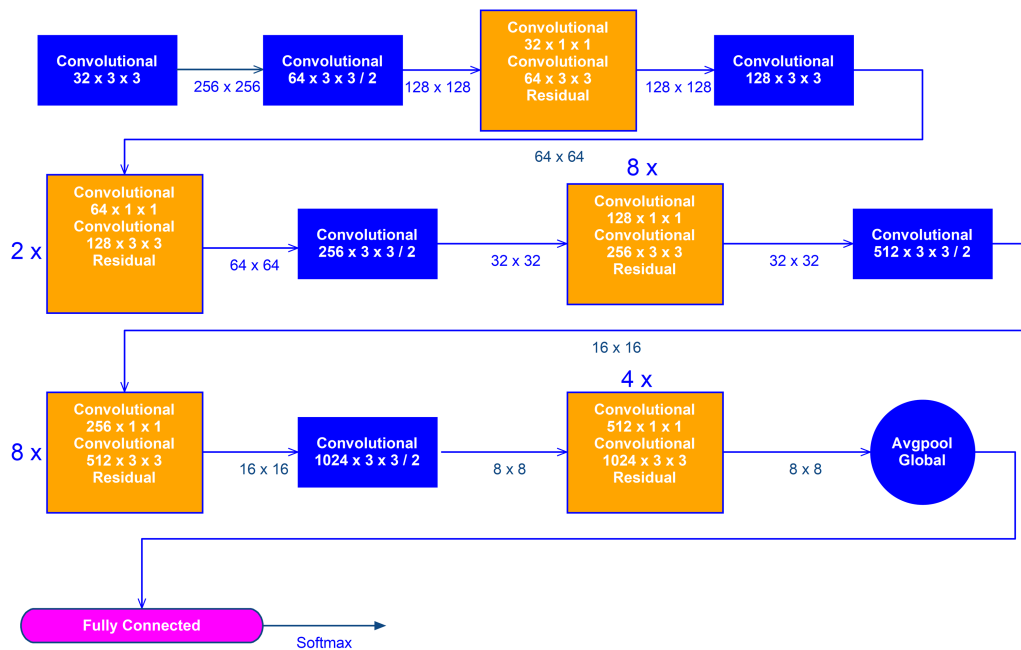 Convolutional
32 x 3 x 3
256 x 256
Convolutional
64 x 3 x 3 / 2
128 x 128
Convolutional
32 x 1 x 1
Convolutional
64 x 3 x 3
Residual
128 x 128
Convolutional
128 x 3 x 3
64 x 64
2 x
Convolutional
64 x 1 x 1
Convolutional
128 x 3 x 3
Residual
64 x 64
Convolutional
256 x 3 x 3 / 2
32 x 32
8 x
Convolutional
128 x 1 x 1
Convolutional
256 x 3 x 3
Residual
32 x 32
Convolutional
512 x 3 x 3 / 2
16 x 16
8 x
Convolutional
256 x 1 x 1
Convolutional
512 x 3 x 3
Residual
16 x 16
Convolutional
1024 x 3 x 3 / 2
8 x 8
4 x
Convolutional
512 x 1 x 1
Convolutional
1024 x 3 x 3
Residual
8 x 8
Avgpool
Global
Fully Connected
Softmax